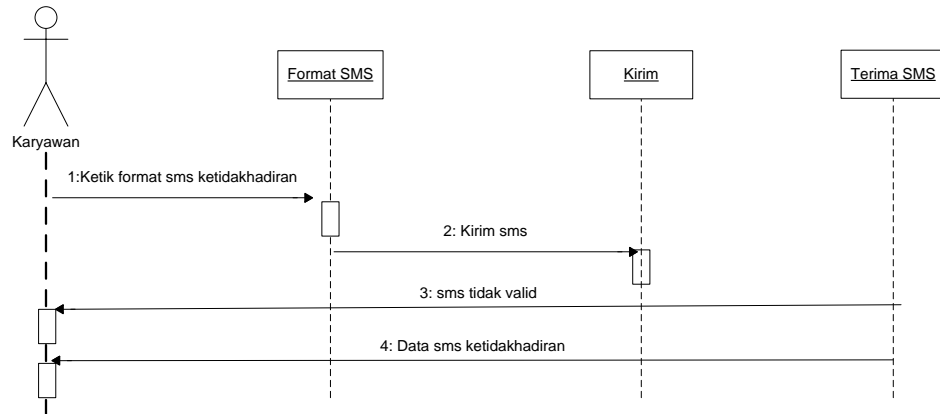 Format SMS
Kirim
Terima SMS
Karyawan
1:Ketik format sms ketidakhadiran
2: Kirim sms
3: sms tidak valid
4: Data sms ketidakhadiran